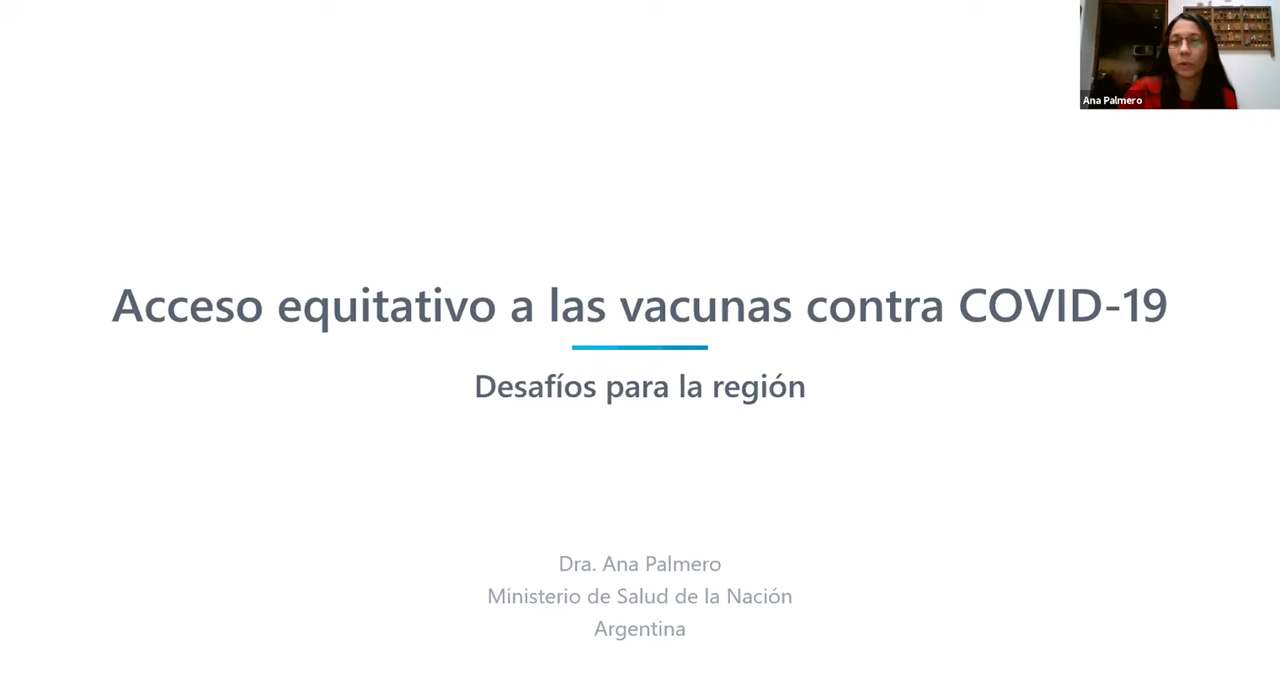 Ana Palmero
Acceso equitativo a las vacunas contra COVID-19
Desafíos para la región
Dra. Ana Palmero
Ministerio de Salud de la Nación
Argentina